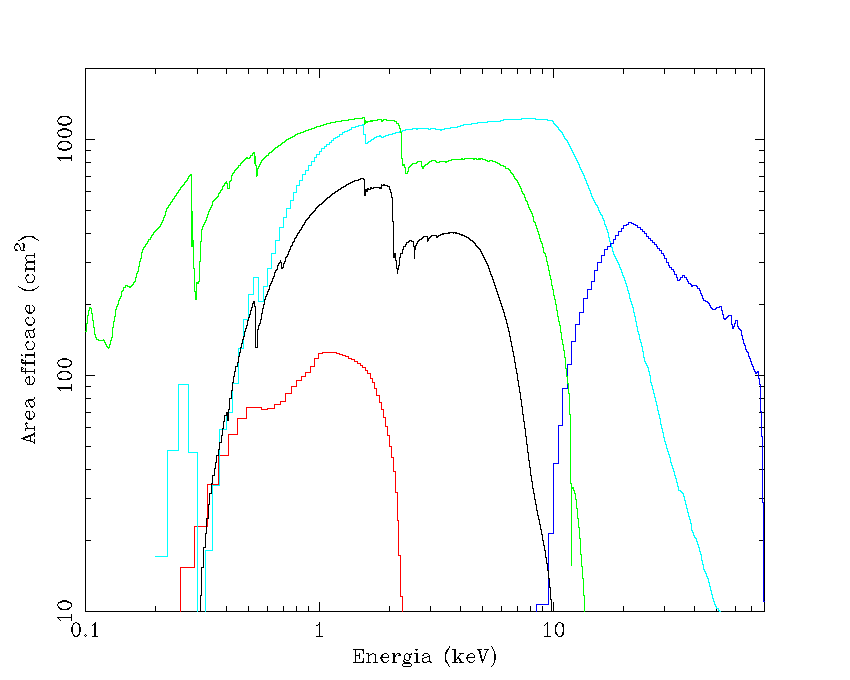 1000
100
10
Area efficace (cm²)
0.1 1 10
Energia (keV)